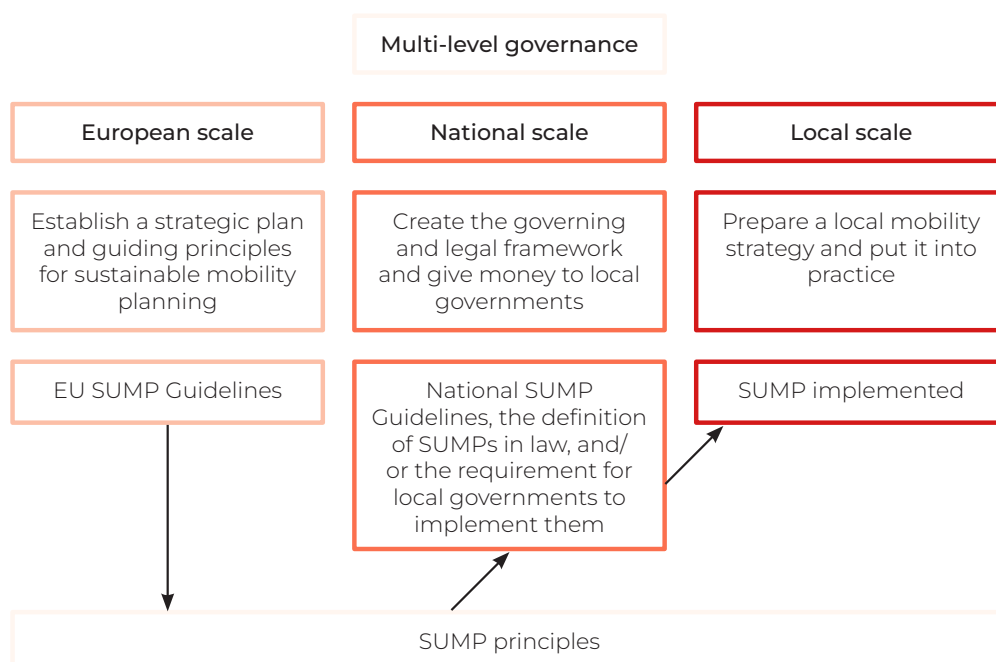 Multi-level governance
European scale
National scale
Local scale
Establish a strategic plan
and guiding principles
for sustainable mobility
planning
Create the governing
and legal framework
and give money to local
governments
Prepare a local mobility
strategy and put it into
practice
EU SUMP Guidelines
National SUMP
Guidelines, the definition
of SUMPs in law, and/
or the requirement for
local governments to
implement them
SUMP implemented
SUMP principles